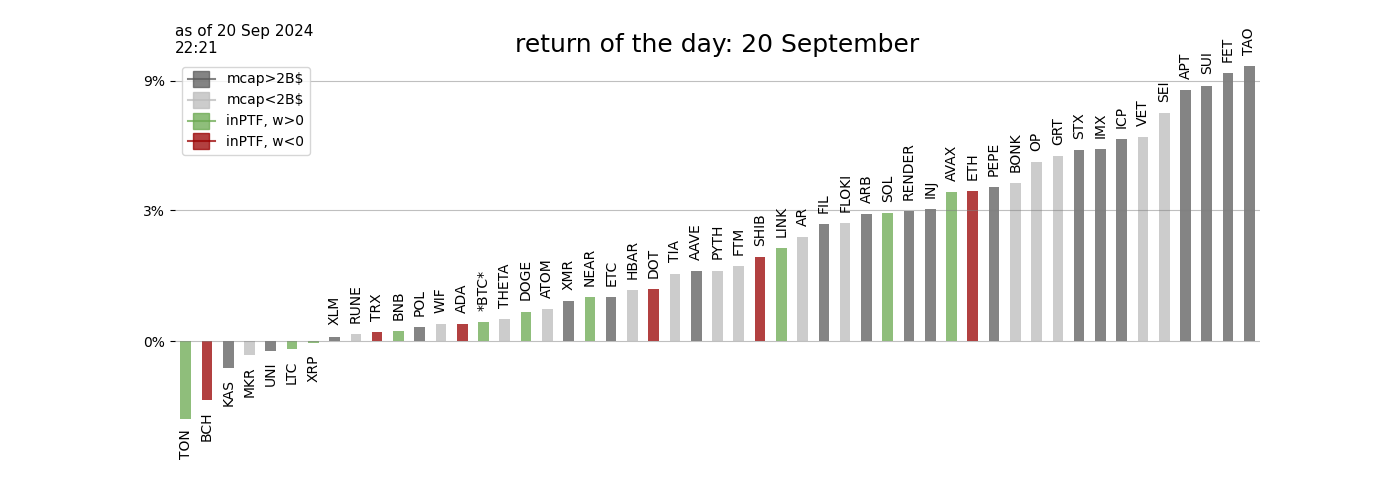 as of 20 Sep 2024
22:21
return of the day: 20 September
mcap>2B$
mcap<2B$
inPTF, w>0
inPTF, w<0
9%
3%
0%
TON
BCH
KAS
MKR
UNI
LTC
XRP
XLM
RUNE
TRX
BNB
POL
WIF
ADA
*BTC*
THETA
DOGE
ATOM
XMR
NEAR
ETC
HBAR
DOT
TIA
AAVE
PYTH
FTM
SHIB
LINK
AR
FIL
FLOKI
ARB
SOL
RENDER
INJ
AVAX
ETH
PEPE
BONK
OP
GRT
STX
IMX
ICP
VET
SEI
APT
SUI
FET
TAO